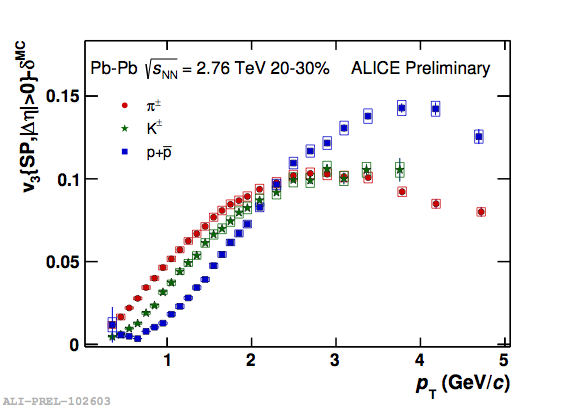 Pb-Pb √sNN = 2.76 TeV 20-30% ALICE Preliminary
π±
K±
p+p̅
v3{SP,|Δη|>0}-δMC
0.15
0.1
0.05
0
1 2 3 4 5
pT (GeV/c)
ALI-PREL-102603